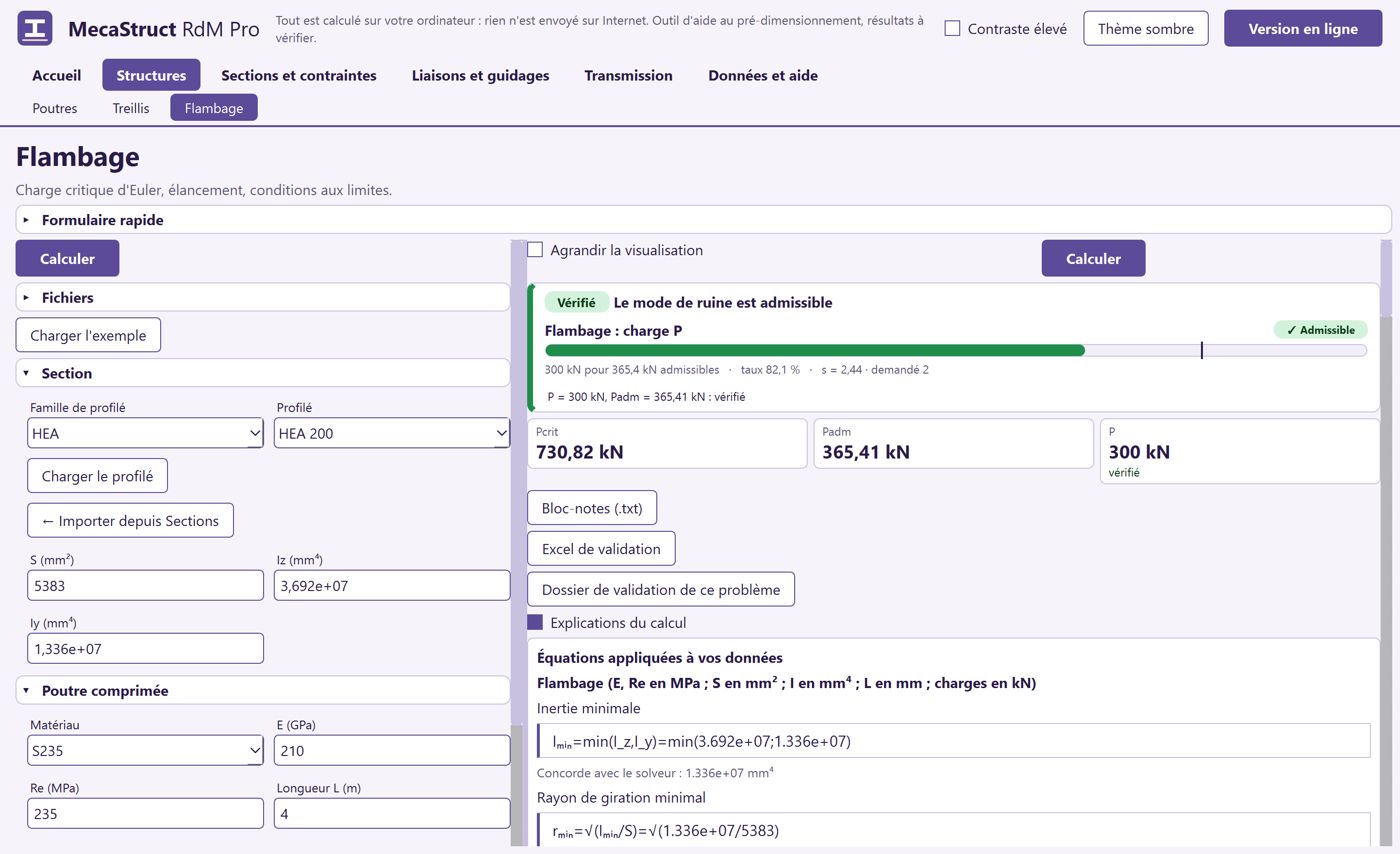 MecaStruct RdM Pro
Tout est calculé sur votre ordinateur : rien n'est envoyé sur Internet. Outil d'aide au pré-dimensionnement, résultats à
vérifier.
Contraste élevé
Thème sombre
Version en ligne
Accueil
Structures
Sections et contraintes
Liaisons et guidages
Transmission
Données et aide
Poutres
Treillis
Flambage
Flambage
Charge critique d'Euler, élancement, conditions aux limites.
▸ Formulaire rapide
Calculer
▸ Fichiers
Charger l'exemple
▾ Section
Famille de profilé
Profilé
HEA
HEA 200
Charger le profilé
← Importer depuis Sections
S (mm²)
Iz (mm⁴)
5383
3,692e+07
Iy (mm⁴)
1,336e+07
▾ Poutre comprimée
Matériau
E (GPa)
S235
210
Re (MPa)
Longueur L (m)
235
4
Agrandir la visualisation
Calculer
Vérifié Le mode de ruine est admissible
Flambage : charge P
✓ Admissible
300 kN pour 365,4 kN admissibles · taux 82,1 % · s = 2,44 · demandé 2
P = 300 kN, Padm = 365,41 kN : vérifié
Pcrit
730,82 kN
Padm
365,41 kN
P
300 kN
vérifié
Bloc-notes (.txt)
Excel de validation
Dossier de validation de ce problème
Explications du calcul
Équations appliquées à vos données
Flambage (E, Re en MPa ; S en mm² ; I en mm⁴ ; L en mm ; charges en kN)
Inertie minimale
Iₘᵢₙ=min(I_z,I_y)=min(3.692e+07;1.336e+07)
Concorde avec le solveur : 1.336e+07 mm⁴
Rayon de giration minimal
rₘᵢₙ=√(Iₘᵢₙ/S)=√(1.336e+07/5383)